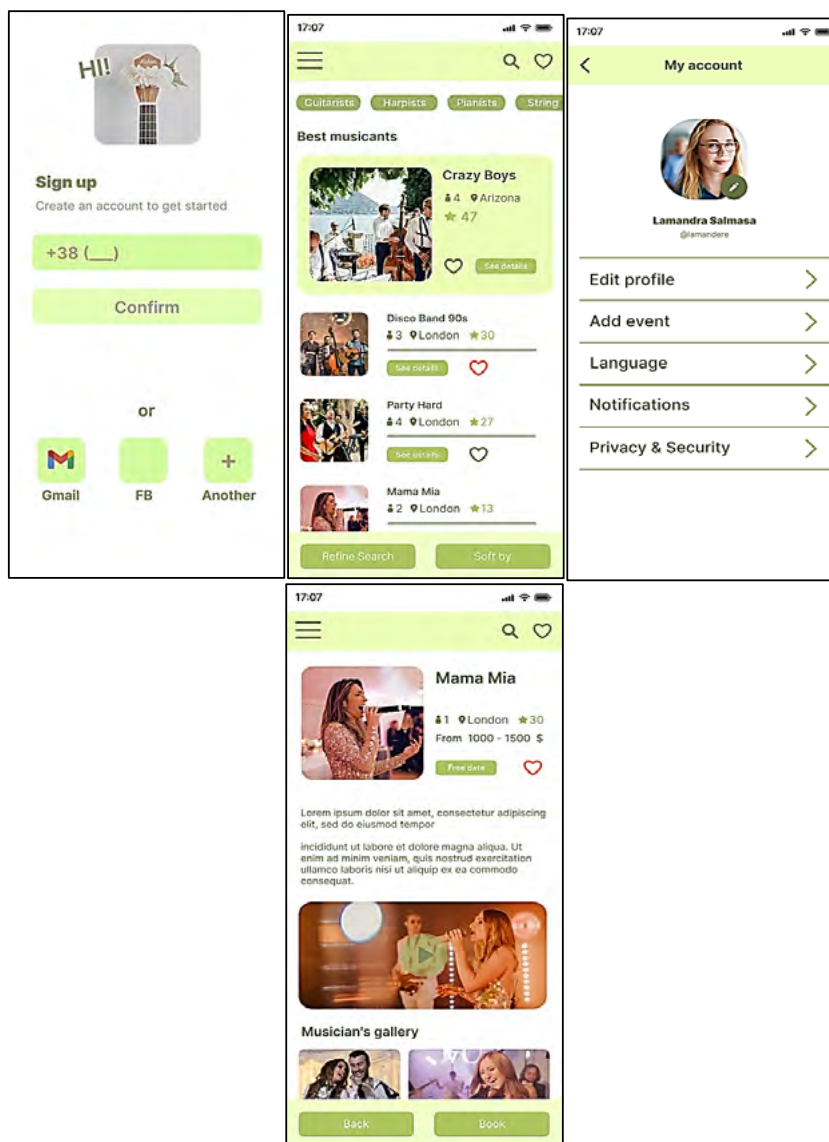 HI!
Sign up
Create an account to get started
+38 (__)
Confirm
or
Gmail
FB
Another
17:07
Guitarists
Harpists
Pianists
String
Best musicants
Crazy Boys
4 Arizona
47
See details
Disco Band 90s
3 London 30
See details
Party Hard
4 London 27
See details
Mama Mia
2 London 13
Refine Search
Soft by
17:07
My account
Lamandra Salmasa
@lamandere
Edit profile
Add event
Language
Notifications
Privacy & Security
17:07
Mama Mia
1 London 30
From 1000 - 1500 $
Free date
Lorem ipsum dolor sit amet, consectetur adipiscing
elit, sed do eiusmod tempor
incididunt ut labore et dolore magna aliqua. Ut
enim ad minim veniam, quis nostrud exercitation
ullamco laboris nisi ut aliquip ex ea commodo
consequat.
Musician's gallery
Back
Book